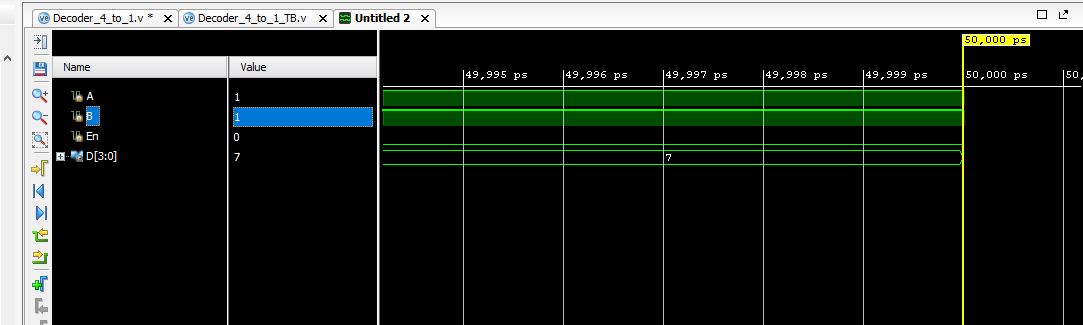 Decoder_4_to_1.v * Decoder_4_to_1_TB.v Untitled 2
50,000 ps
Name Value
49,995 ps 49,996 ps 49,997 ps 49,998 ps 49,999 ps 50,000 ps 50,
A 1
B 1
En 0
D[3:0] 7 7